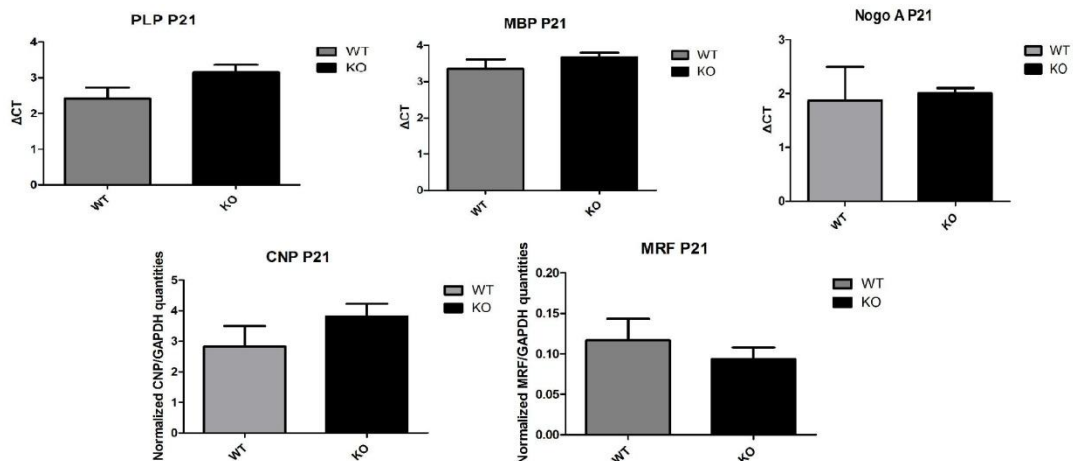 PLP P21
ΔCT
4
3
2
1
0
WT
KO
WT
KO
MBP P21
ΔCT
4
3
2
1
0
WT
KO
WT
KO
Nogo A P21
ΔCT
3
2
1
0
WT
KO
WT
KO
CNP P21
Normalized CNP/GAPDH quantities
5
4
3
2
1
0
WT
KO
WT
KO
MRF P21
Normalized MRF/GAPDH quantities
0.20
0.15
0.10
0.05
0.00
WT
KO
WT
KO